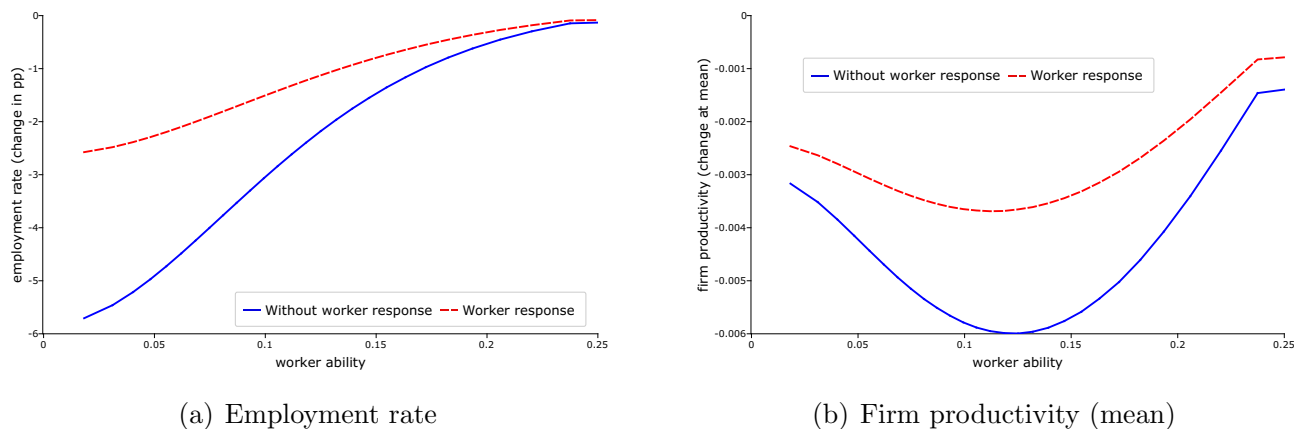 employment rate (change in pp)
0
-1
-2
-3
-4
-5
-6
Without worker response
Worker response
0
0.05
0.1
0.15
0.2
0.25
worker ability
(a) Employment rate
firm productivity (change at mean)
0
-0.001
-0.002
-0.003
-0.004
-0.005
-0.006
Without worker response
Worker response
0
0.05
0.1
0.15
0.2
0.25
worker ability
(b) Firm productivity (mean)